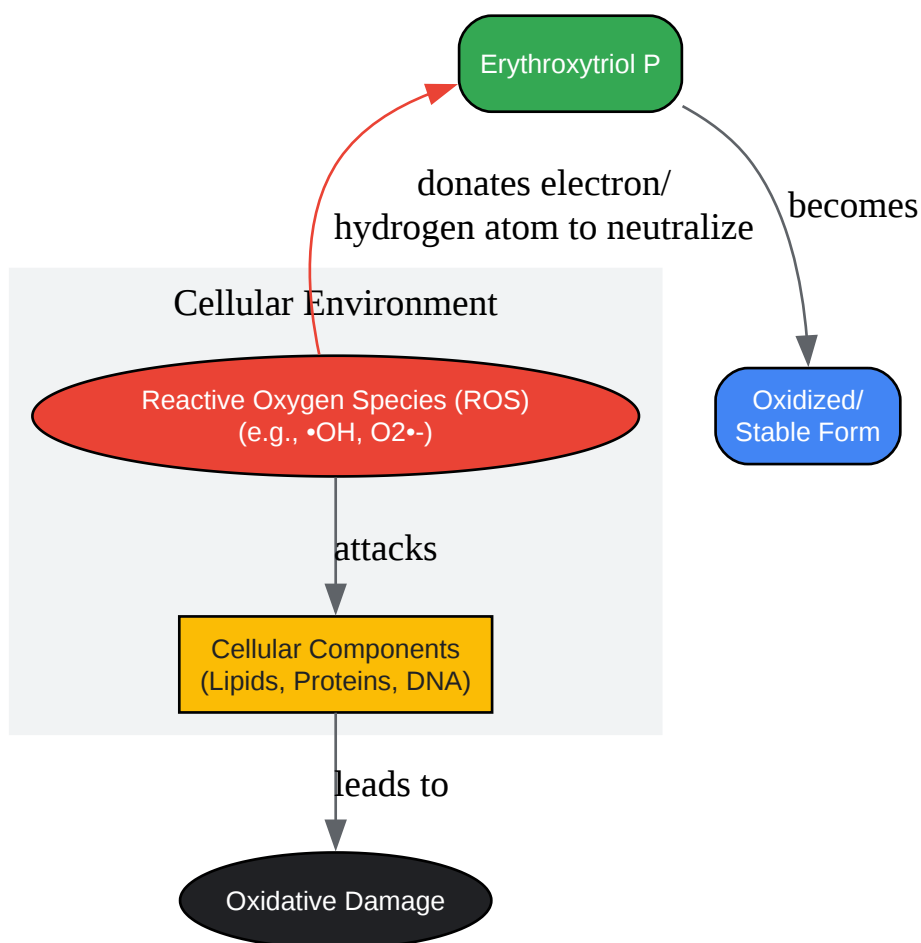 Erythroxytriol P
donates electron/
hydrogen atom to neutralize
becomes
Cellular Environment
Reactive Oxygen Species (ROS)
(e.g., •OH, O2•-)
Oxidized/
Stable Form
attacks
Cellular Components
(Lipids, Proteins, DNA)
leads to
Oxidative Damage